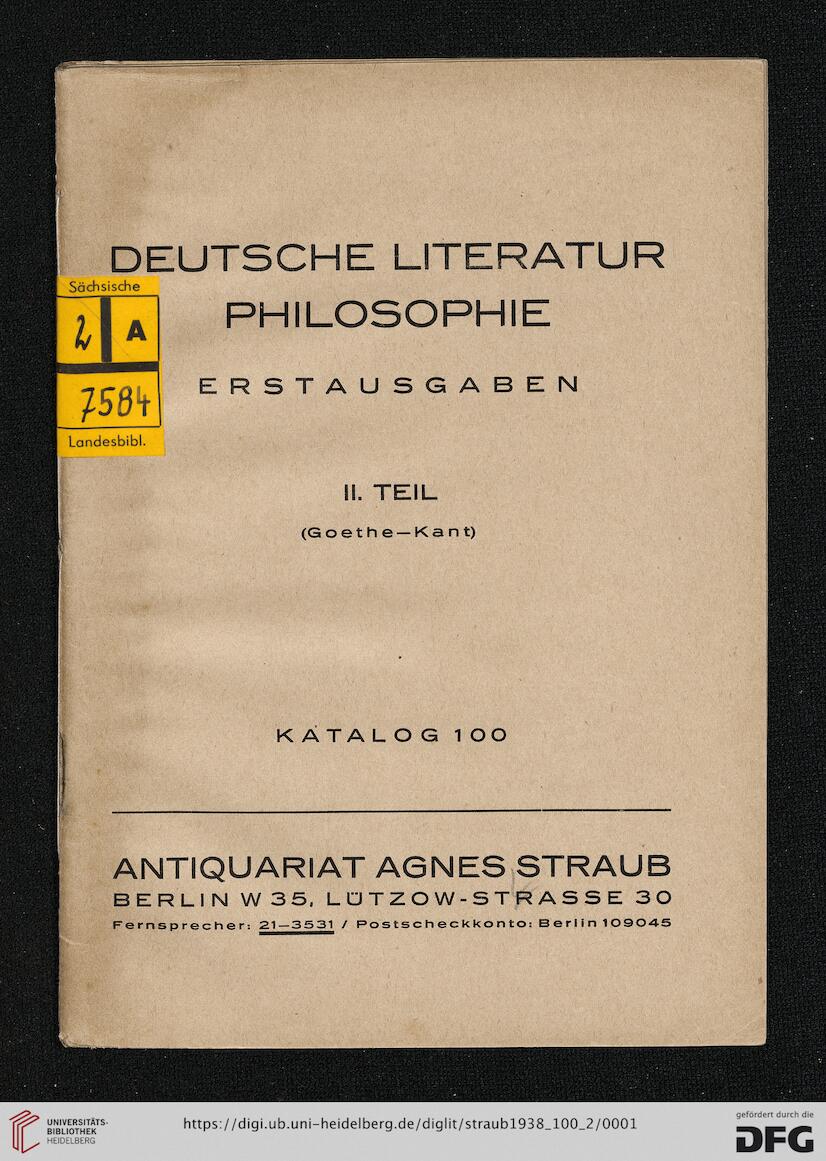 DEUTSCHE LITERATUR
PHILOSOPHIE
ERSTAUSGABEN
Sächsische
2 A
7584
Landesbibl.
II. TEIL
(Goethe—Kant)
KATALOG 100
ANTIQUARIAT AGNES STRAUB
BERLIN W 35, LÜTZOW-STRASSE 30
Fernsprecher: 21—3531 / Postscheckkonto: Berlin 109045
UNIVERSITÄTS-
BIBLIOTHEK
HEIDELBERG
https://digi.ub.uni-heidelberg.de/diglit/straub1938_100_2/0001
gefördert durch die
DFG